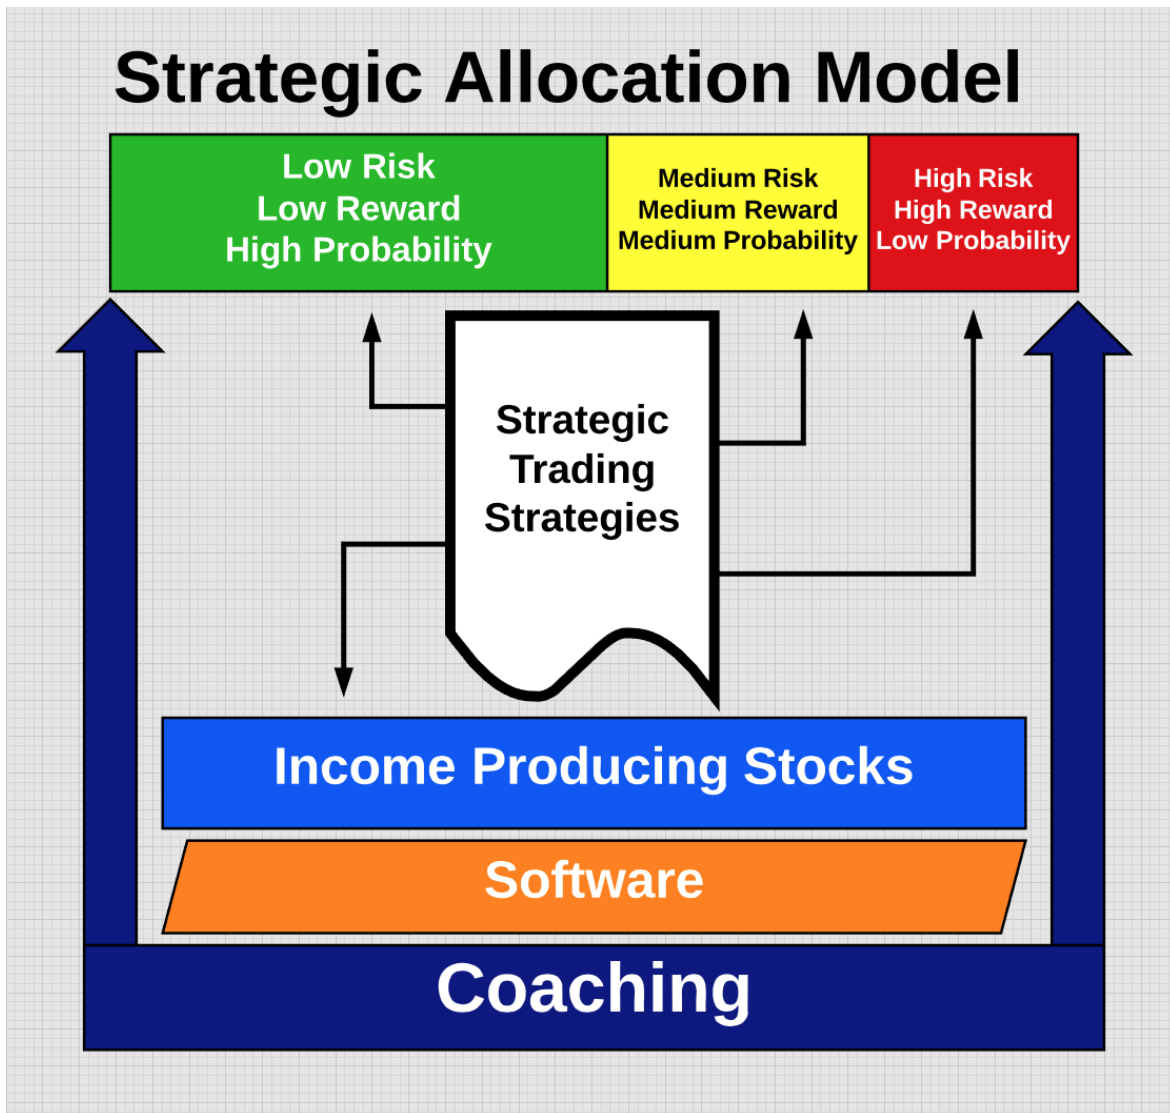 Strategic Allocation Model
Low Risk
Low Reward
High Probability
Medium Risk
Medium Reward
Medium Probability
High Risk
High Reward
Low Probability
Strategic
Trading
Strategies
Income Producing Stocks
Software
Coaching